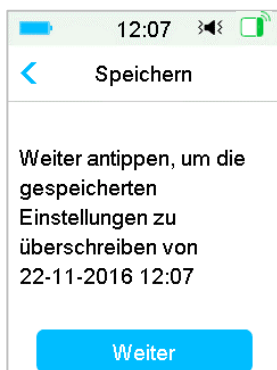 12:07
Speichern
Weiter antippen, um die
gespeicherten
Einstellungen zu
überschreiben von
22-11-2016 12:07
Weiter